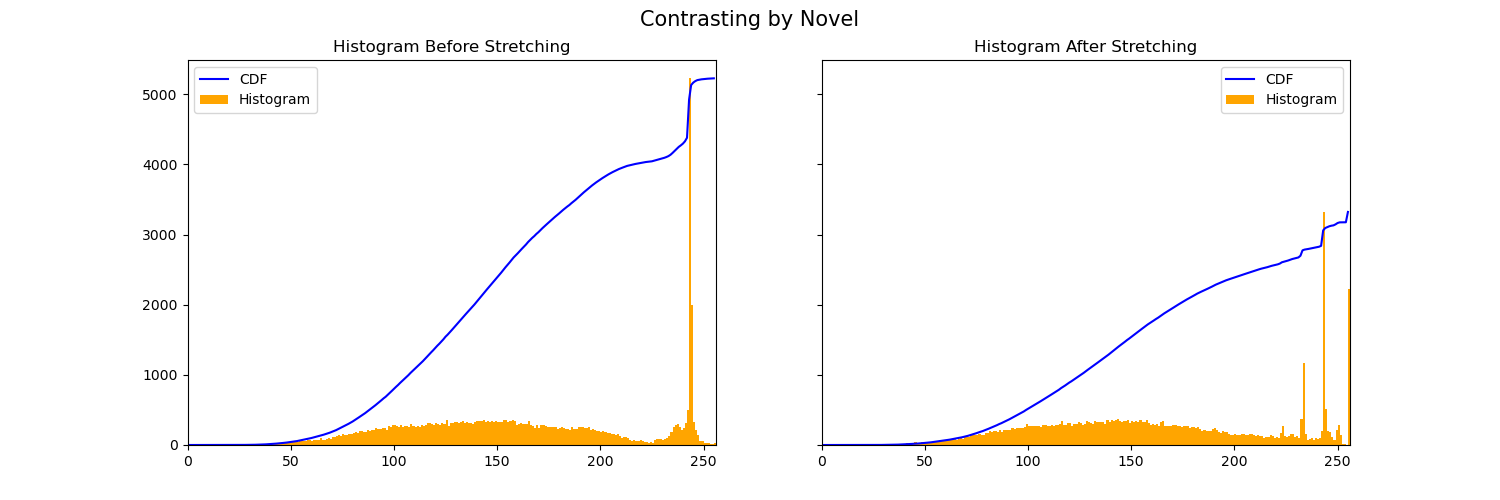 Contrasting by Novel
Histogram Before Stretching
CDF
Histogram
5000
4000
3000
2000
1000
0
0 50 100 150 200 250
Histogram After Stretching
CDF
Histogram
0 50 100 150 200 250